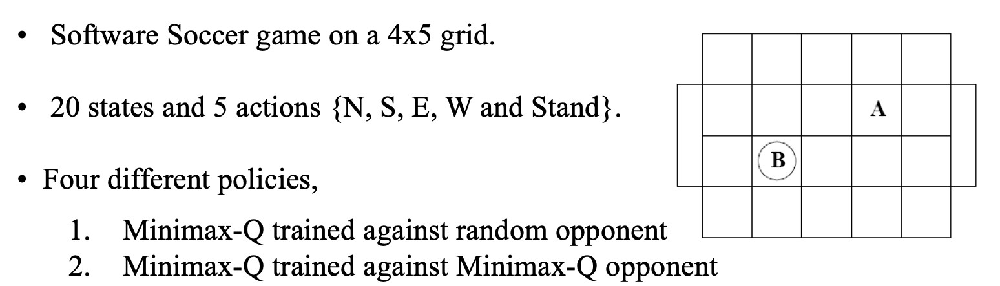 • Software Soccer game on a 4x5 grid.
• 20 states and 5 actions {N, S, E, W and Stand}.
• Four different policies,
1. Minimax-Q trained against random opponent
2. Minimax-Q trained against Minimax-Q opponent
A
B